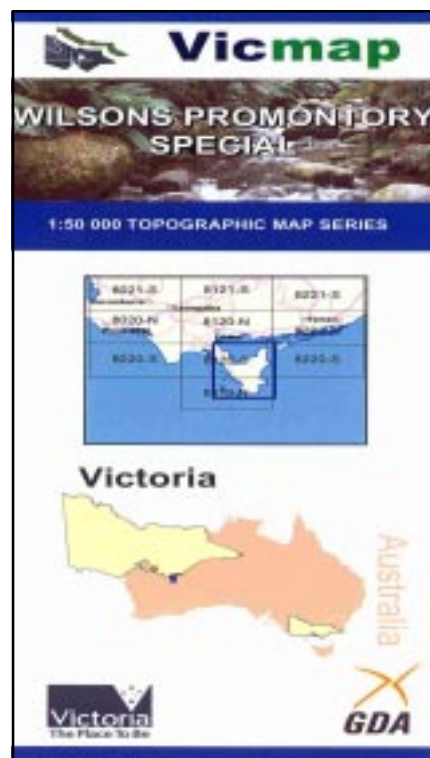 Vicmap
WILSONS PROMONTORY
SPECIAL
1:50 000 TOPOGRAPHIC MAP SERIES
8021-S 8121-S 8221-S
8020-N 8120-N
8020-S 8120-S 8220-S
Victoria
Australia
Victoria
The Place To Be
GDA